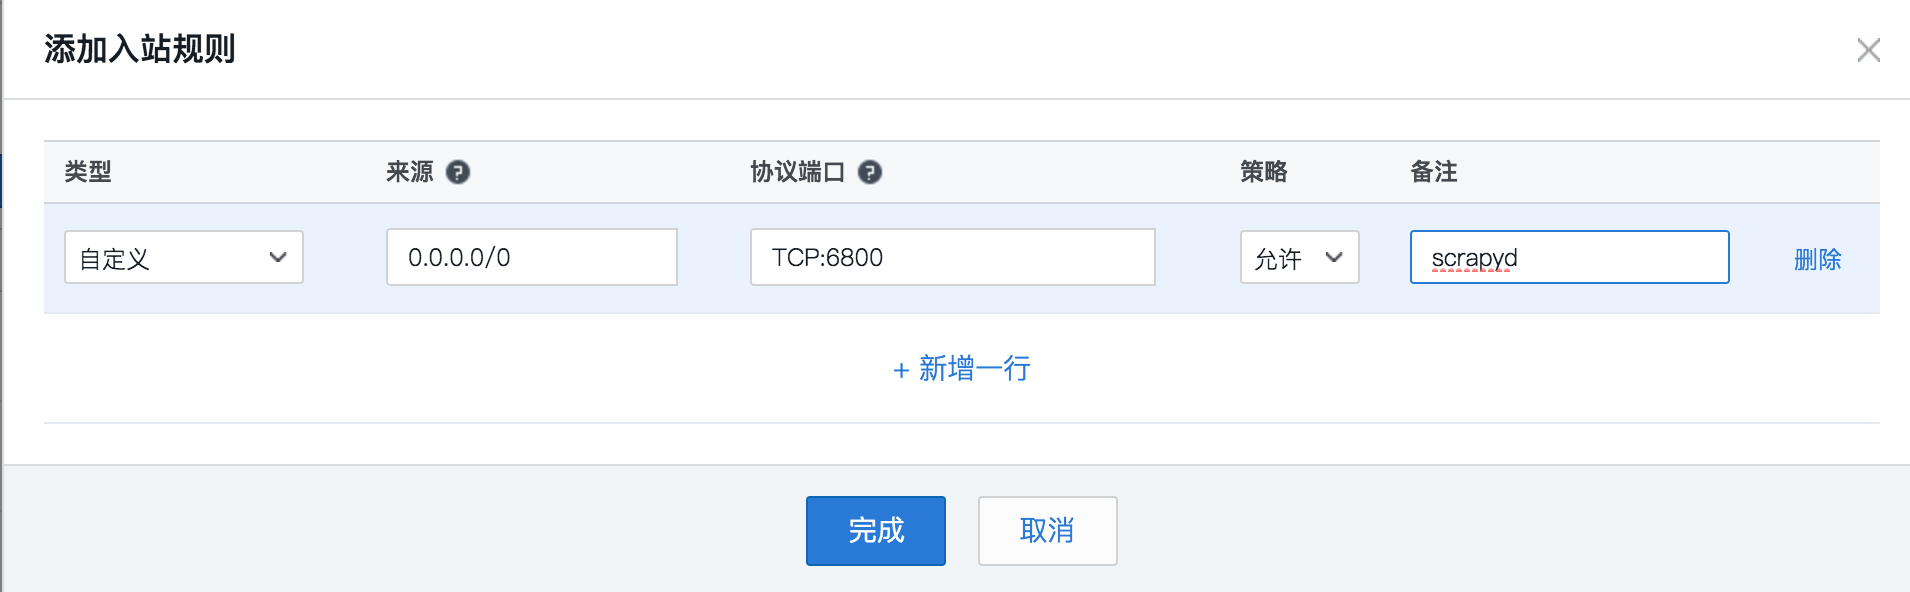 添加入站规则
类型 来源 ? 协议端口 ? 策略 备注
自定义 0.0.0.0/0 TCP:6800 允许 scrapyd 删除
+ 新增一行
完成 取消